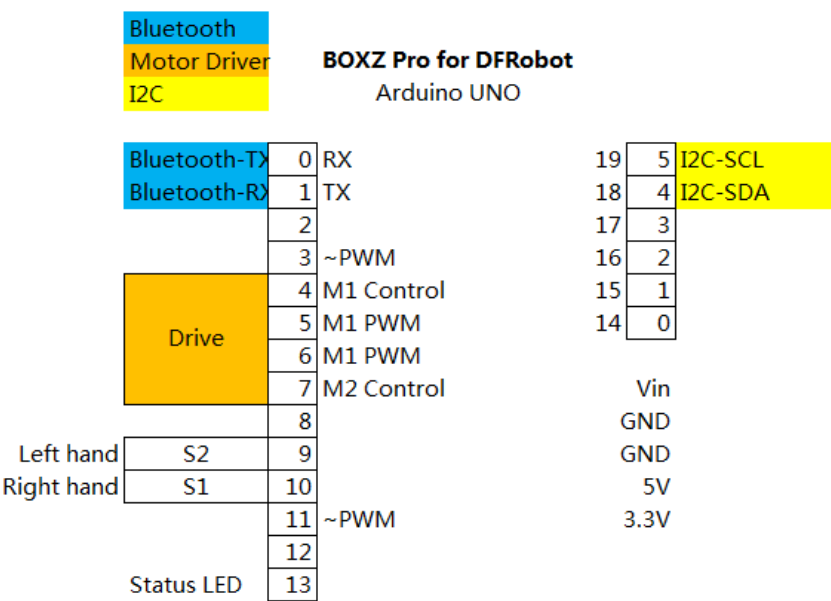 Bluetooth
Motor Driver
I2C
BOXZ Pro for DFRobot
Arduino UNO
Bluetooth-TX 0 RX 19 5 I2C-SCL
Bluetooth-RX 1 TX 18 4 I2C-SDA
2 17 3
3 ~PWM 16 2
4 M1 Control 15 1
Drive 5 M1 PWM 14 0
6 M1 PWM
7 M2 Control Vin
8 GND
Left hand S2 9 GND
Right hand S1 10 5V
11 ~PWM 3.3V
12
Status LED 13